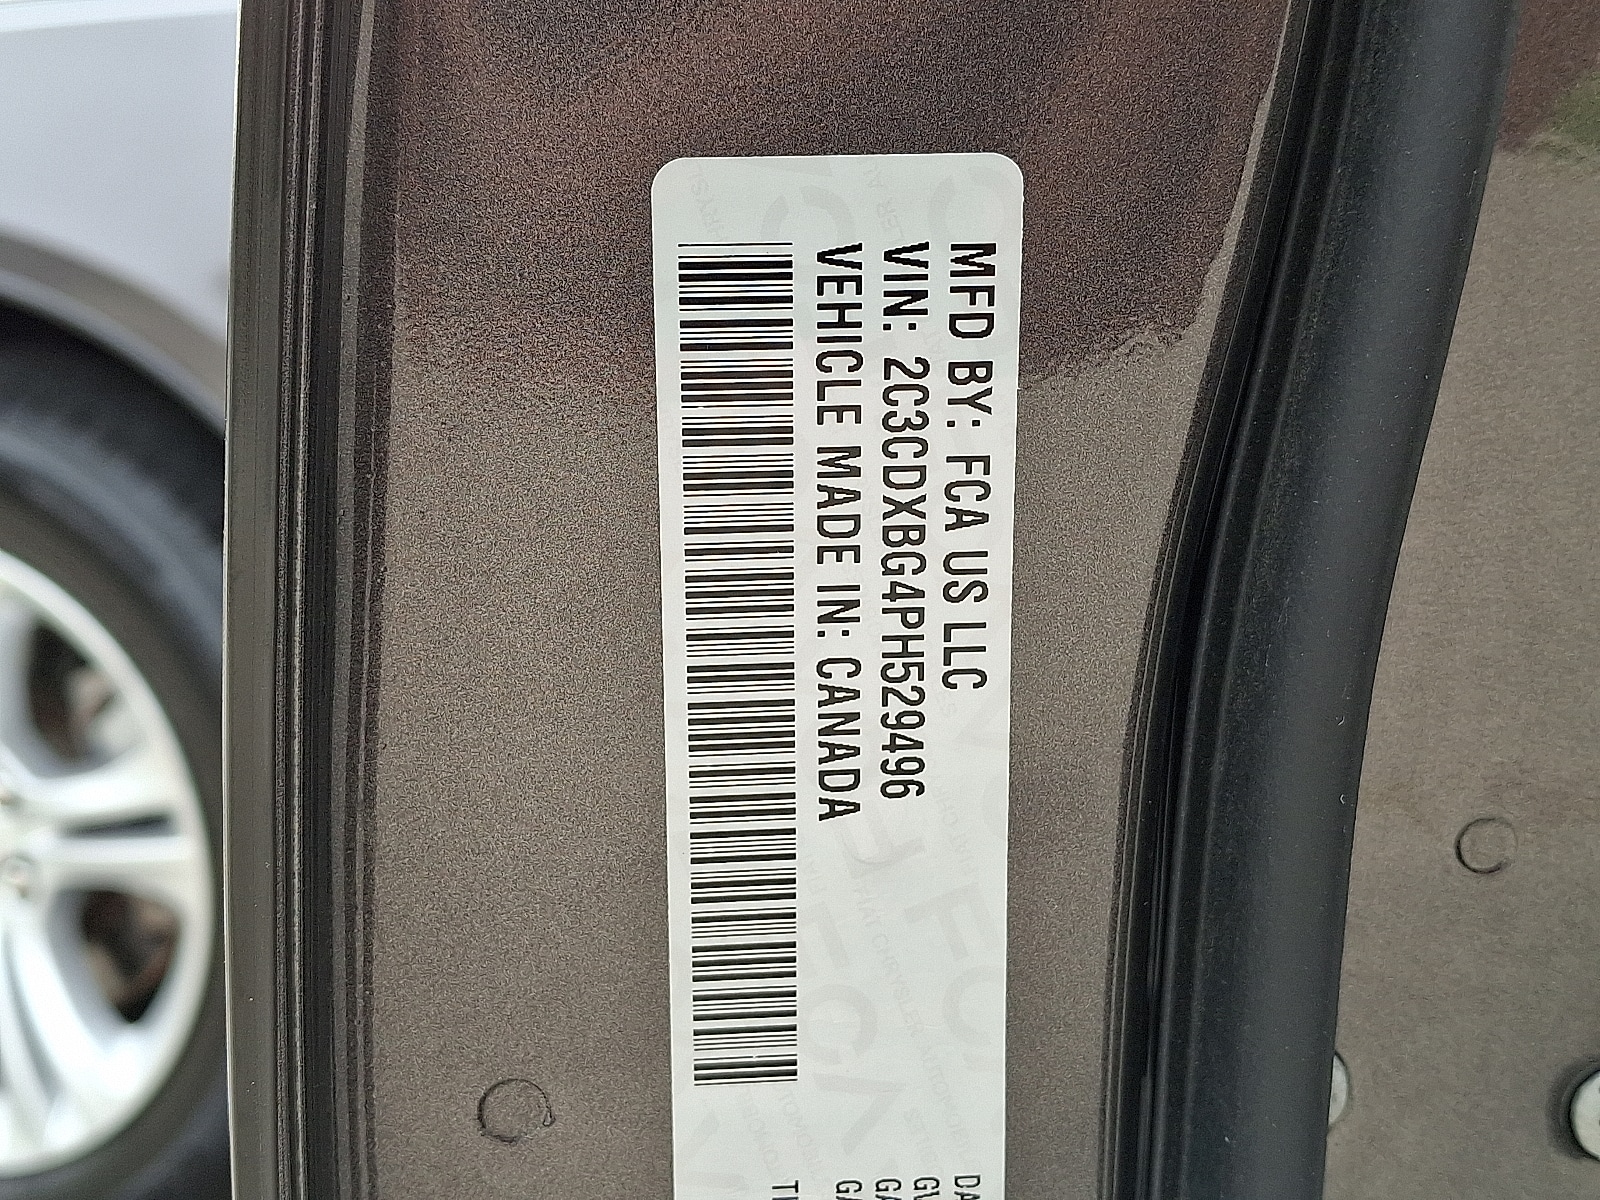 MFD BY: FCA US LLC
VIN: 2C3CDXBG4PH529496
VEHICLE MADE IN: CANADA